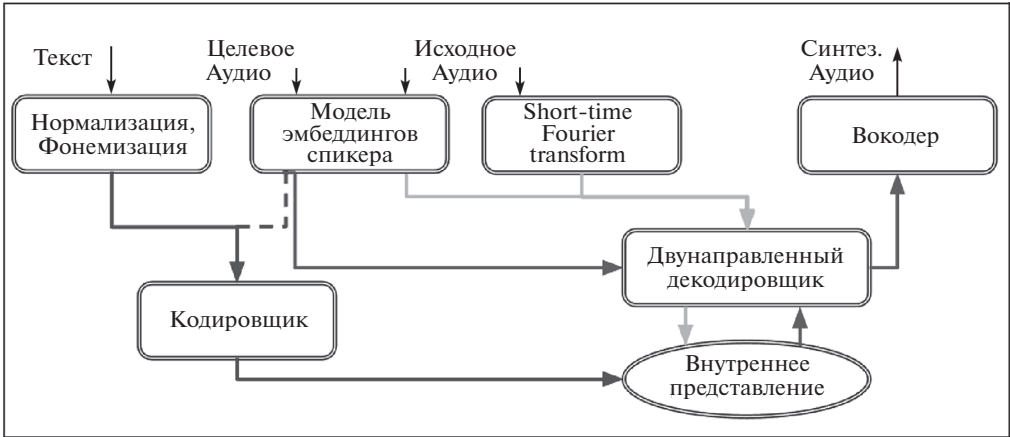 Текст
Целевое
Аудио
Исходное
Аудио
Синтез.
Аудио
Нормализация,
Фонемизация
Модель
эмбеддингов
спикера
Short-time
Fourier
transform
Вокодер
Двунаправленный
декодировщик
Кодировщик
Внутреннее
представление